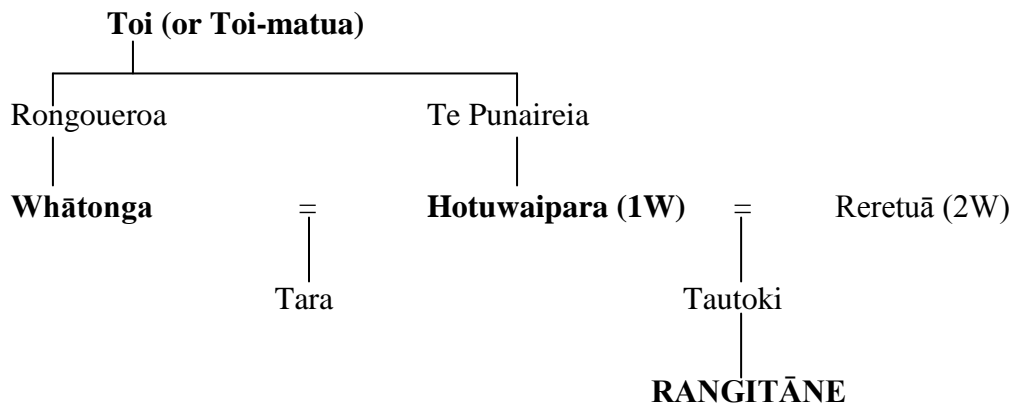 Toi (or Toi-matua)
Rongoueroa Te Punaireia
Whātonga = Hotuwaipara (1W) = Reretuā (2W)
Tara Tautoki
RANGITĀNE